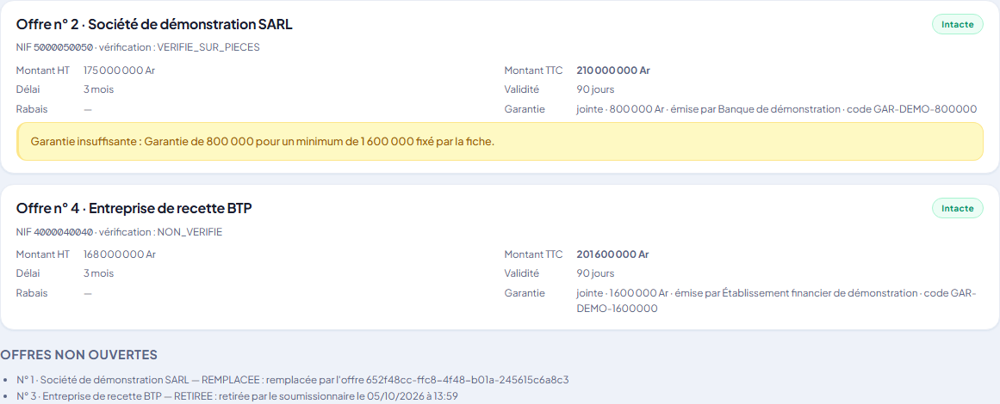 Offre n° 2 · Société de démonstration SARL
Intacte
NIF 5000050050 · vérification : VERIFIE_SUR_PIECES
Montant HT 175 000 000 Ar
Montant TTC 210 000 000 Ar
Délai 3 mois
Validité 90 jours
Rabais —
Garantie jointe · 800 000 Ar · émise par Banque de démonstration · code GAR-DEMO-800000
Garantie insuffisante : Garantie de 800 000 pour un minimum de 1 600 000 fixé par la fiche.
Offre n° 4 · Entreprise de recette BTP
Intacte
NIF 4000040040 · vérification : NON_VERIFIE
Montant HT 168 000 000 Ar
Montant TTC 201 600 000 Ar
Délai 3 mois
Validité 90 jours
Rabais —
Garantie jointe · 1 600 000 Ar · émise par Établissement financier de démonstration · code GAR-
DEMO-1600000
OFFRES NON OUVERTES
• N° 1 · Société de démonstration SARL — REMPLACEE : remplacée par l'offre 652f48cc-ffc8-4f48-b01a-245615c6a8c3
• N° 3 · Entreprise de recette BTP — RETIREE : retirée par le soumissionnaire le 05/10/2026 à 13:59